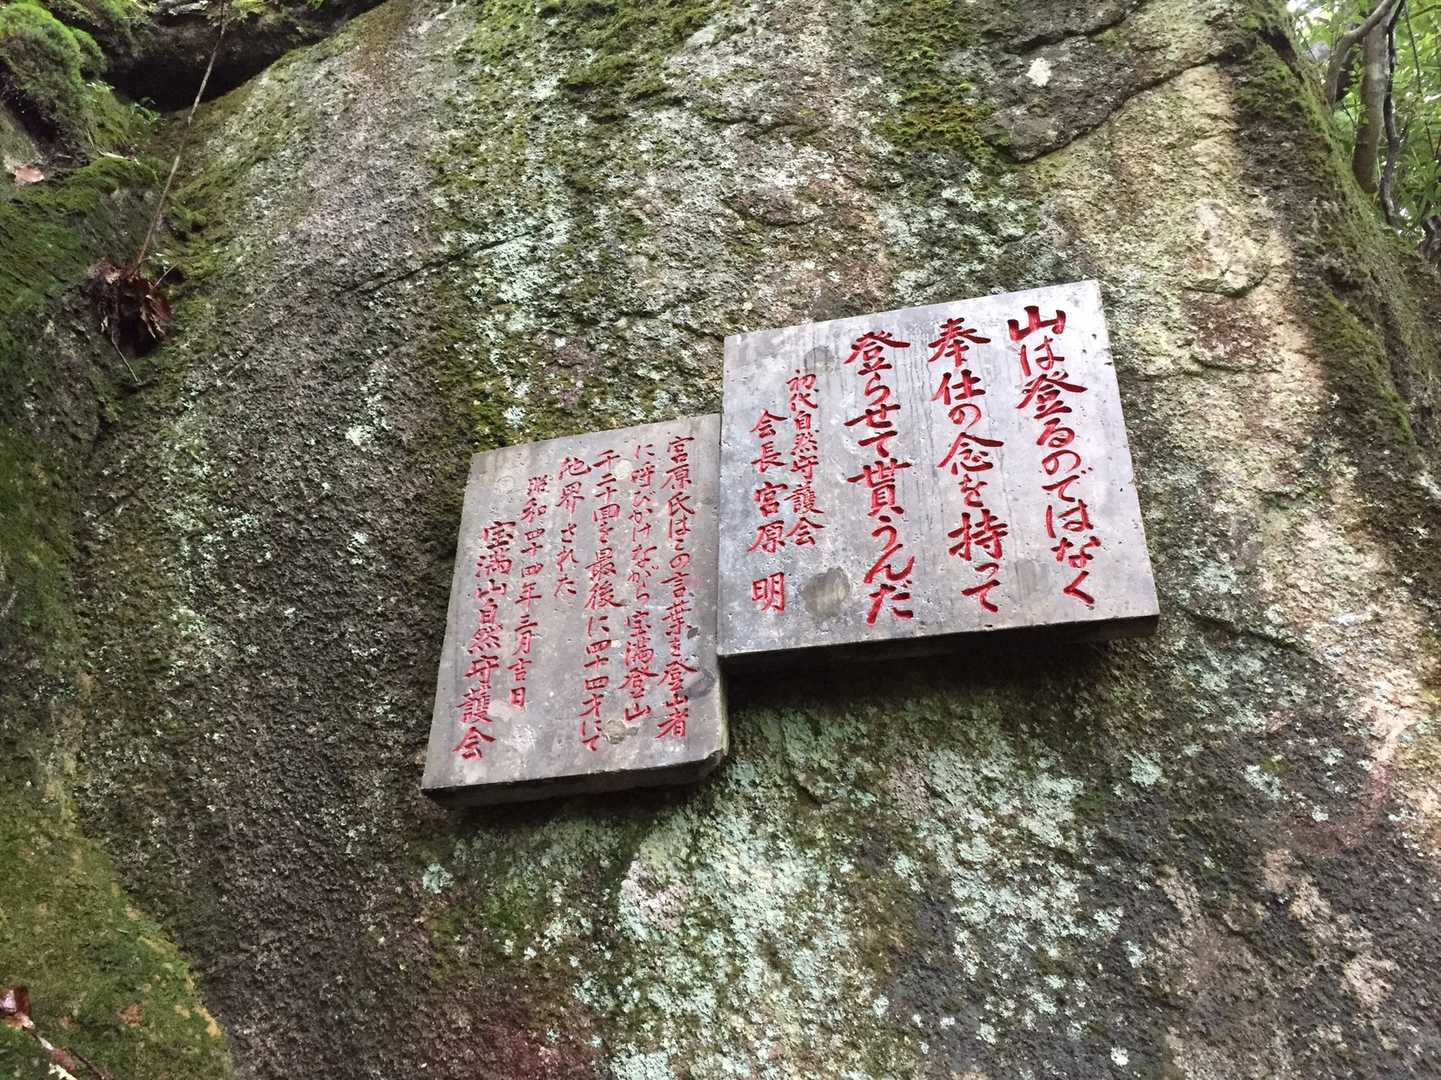 山は登るのではなく
奉仕の念を持って
登らせて貰うんだ
初代自然守護会
会長 宮原 明
宮原氏はこの言葉を登山者
に呼びかけながら宝満登山
千二十四を最後に四十四才にて
他界された
昭和四十四年三月吉日
宝満山自然守護会